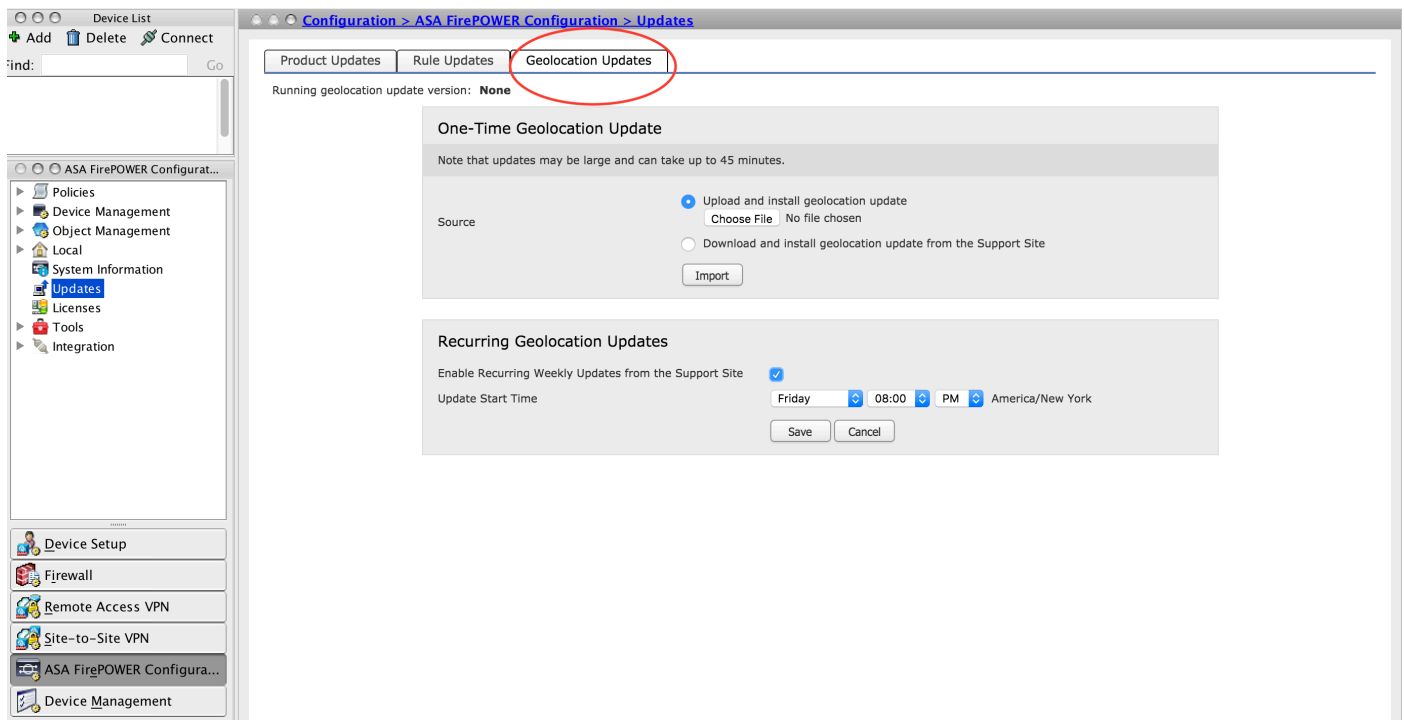 Device List
Add Delete Connect
Find: Go
ASA FirePOWER Configurat...
Policies
Device Management
Object Management
Local
System Information
Updates
Licenses
Tools
Integration
Device Setup
Firewall
Remote Access VPN
Site-to-Site VPN
ASA FirePOWER Configura...
Device Management
Configuration > ASA FirePOWER Configuration > Updates
Product Updates Rule Updates Geolocation Updates
Running geolocation update version: None
One-Time Geolocation Update
Note that updates may be large and can take up to 45 minutes.
Source
Upload and install geolocation update
Choose File No file chosen
Download and install geolocation update from the Support Site
Import
Recurring Geolocation Updates
Enable Recurring Weekly Updates from the Support Site
Update Start Time Friday 08:00 PM America/New York
Save Cancel